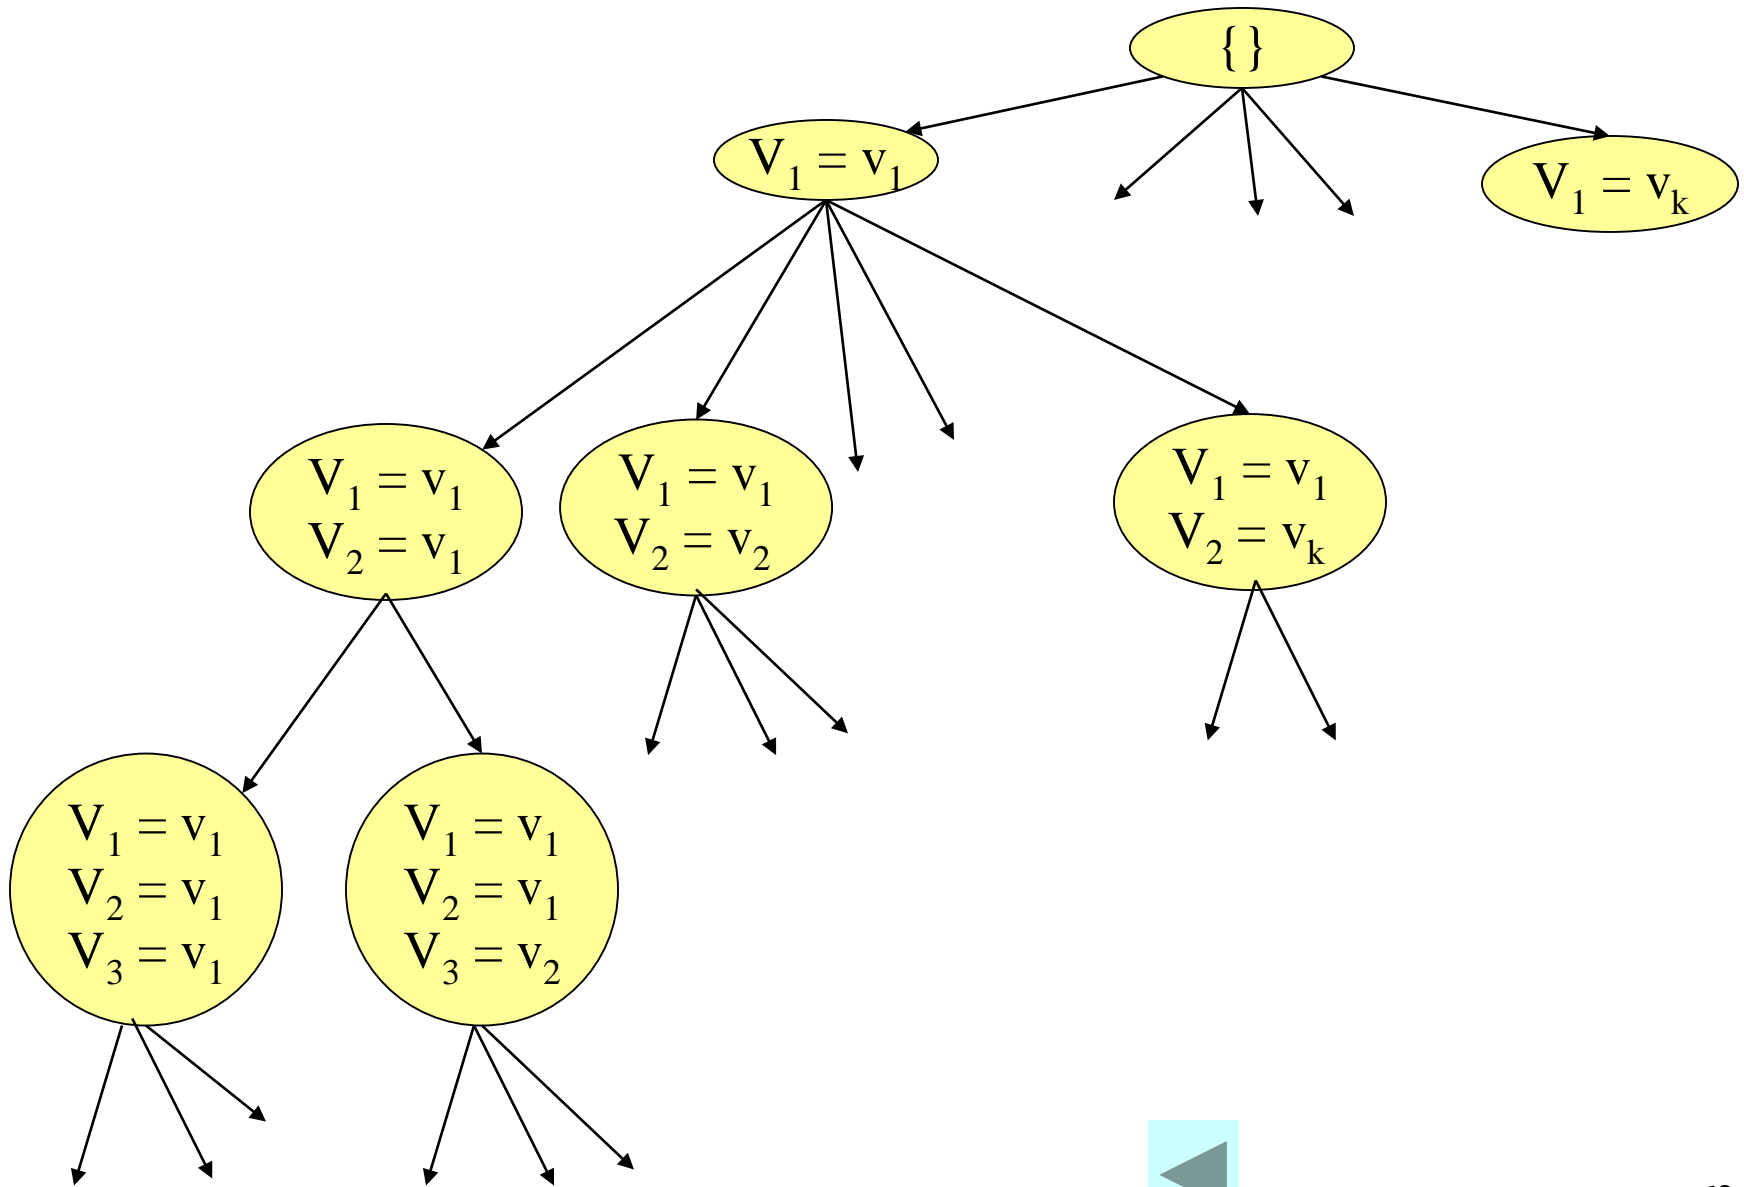 { }
V₁ = v₁
V₁ = vₖ
V₁ = v₁
V₂ = v₁
V₁ = v₁
V₂ = v₂
V₁ = v₁
V₂ = vₖ
V₁ = v₁
V₂ = v₁
V₃ = v₁
V₁ = v₁
V₂ = v₁
V₃ = v₂